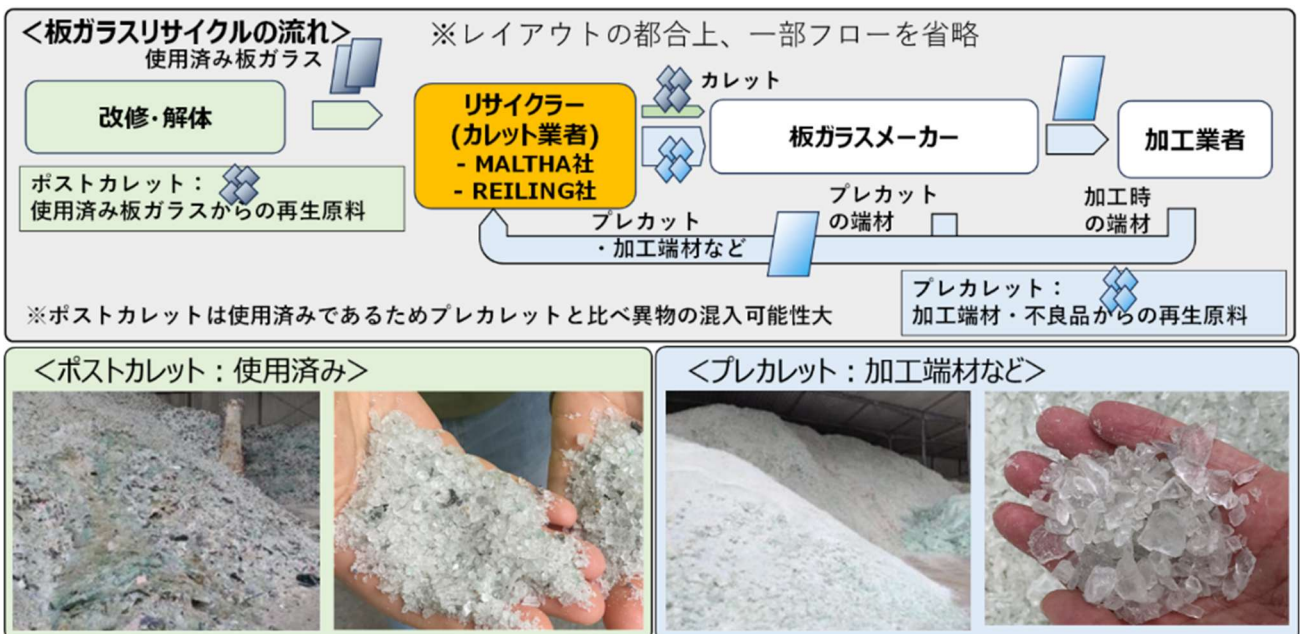 ＜板ガラスリサイクルの流れ＞
※レイアウトの都合上、一部フローを省略
使用済み板ガラス
改修・解体
リサイクラー
(カレット業者)
- MALTHA社
- REILING社
カレット
板ガラスメーカー
加工業者
ポストカレット：
使用済み板ガラスからの再生原料
プレカット
・加工端材など
プレカット
の端材
加工時
の端材
プレカレット：
加工端材・不良品からの再生原料
※ポストカレットは使用済みであるためプレカレットと比べ異物の混入可能性大
＜ポストカレット：使用済み＞
＜プレカレット：加工端材など＞